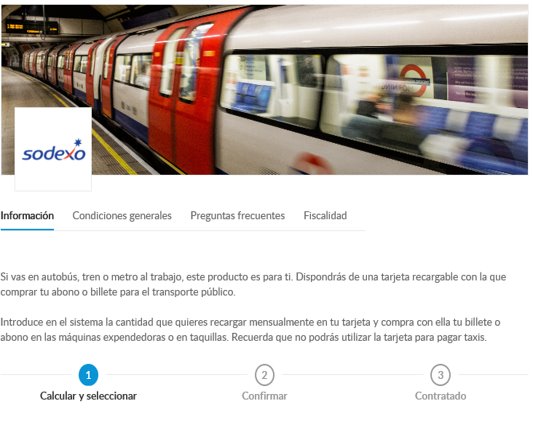 sodexo
Información Condiciones generales Preguntas frecuentes Fiscalidad
Si vas en autobús, tren o metro al trabajo, este producto es para ti. Dispondrás de una tarjeta recargable con la que
comprar tu abono o billete para el transporte público.
Introduce en el sistema la cantidad que quieres recargar mensualmente en tu tarjeta y compra con ella tu billete o
abono en las máquinas expendedoras o en taquillas. Recuerda que no podrás utilizar la tarjeta para pagar taxis.
1 2 3
Calcular y seleccionar Confirmar Contratado